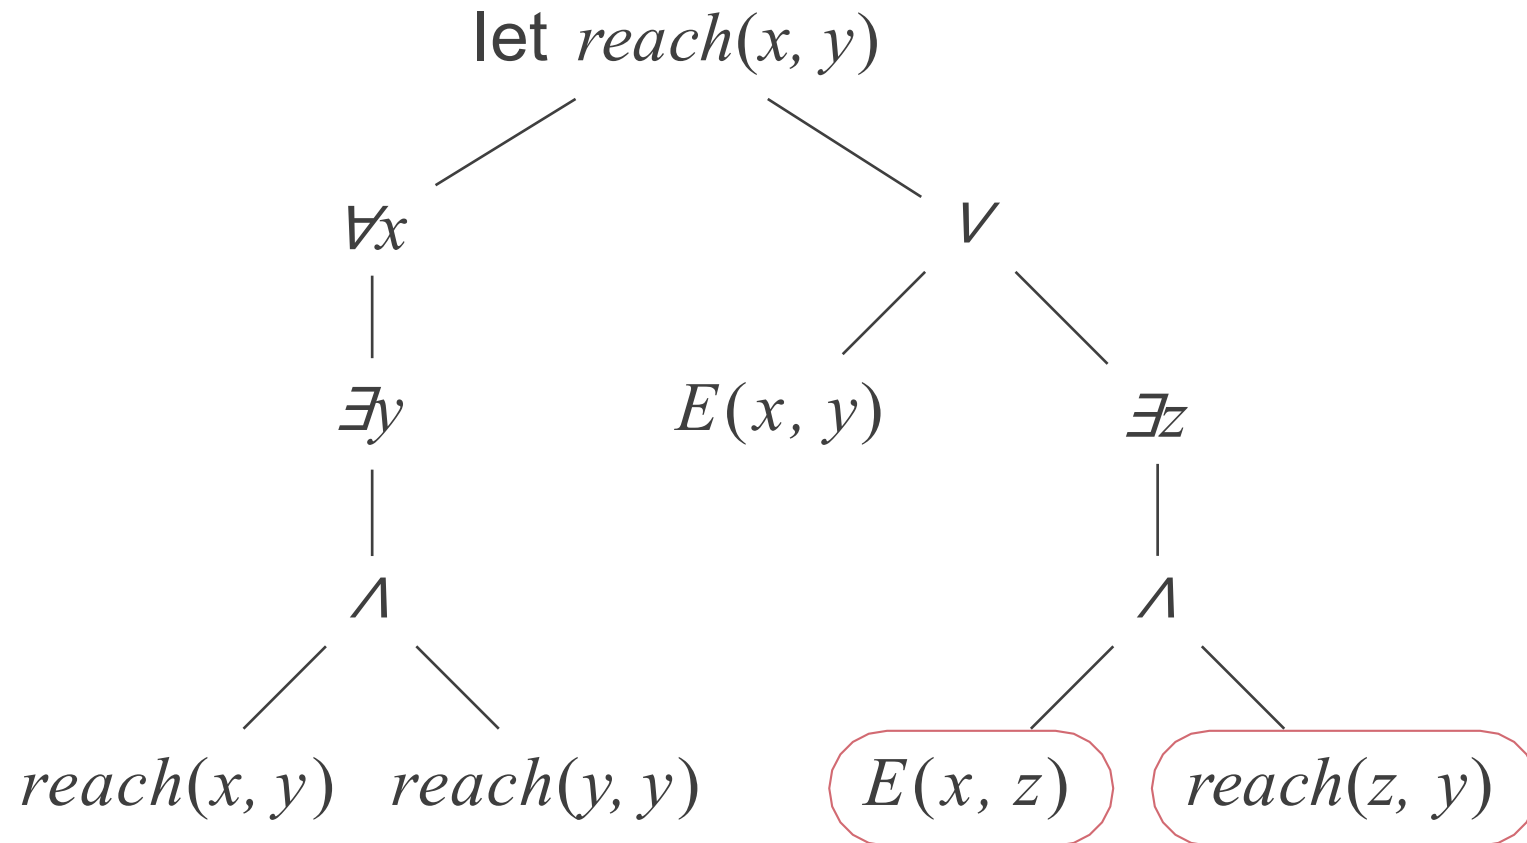 let reach(x, y)
∀x ∨
∃y E(x, y) ∃z
∧ ∧
reach(x, y) reach(y, y) E(x, z) reach(z, y)